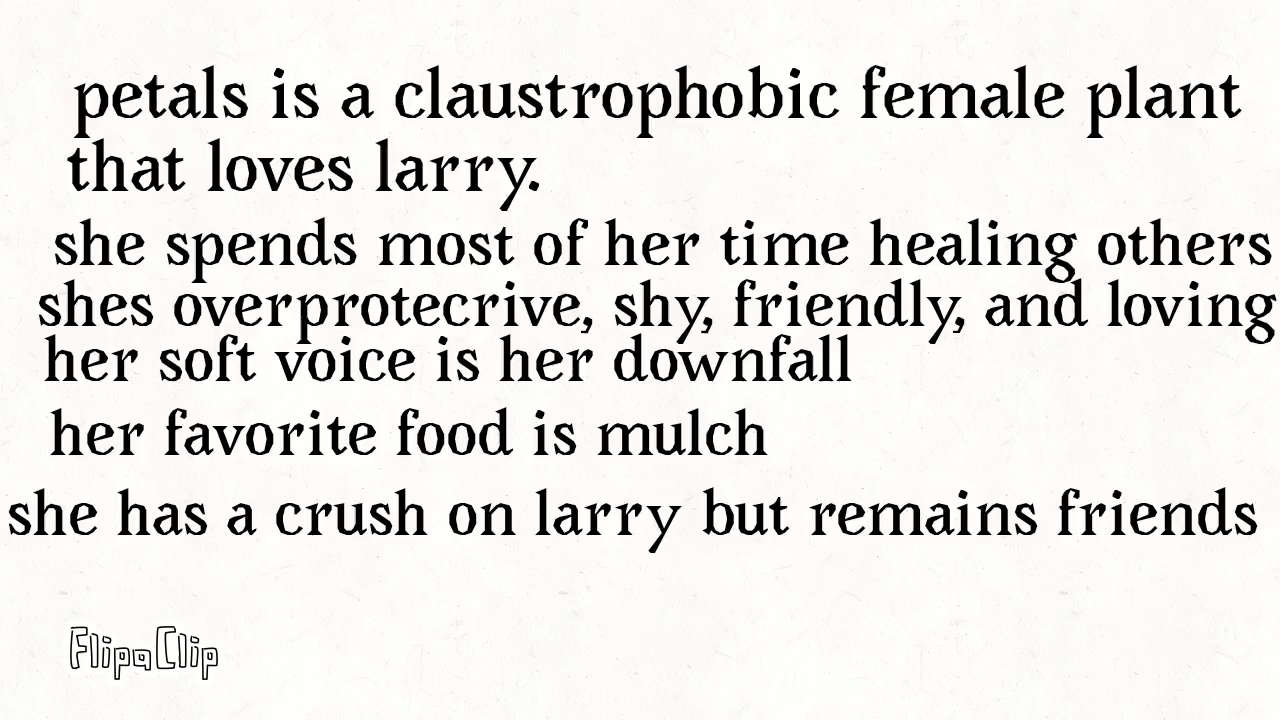 petals is a claustrophobic female plant
that loves larry.
she spends most of her time healing others
shes overprotecrive, shy, friendly, and loving
her soft voice is her downfall
her favorite food is mulch
she has a crush on larry but remains friends
FlipaClip